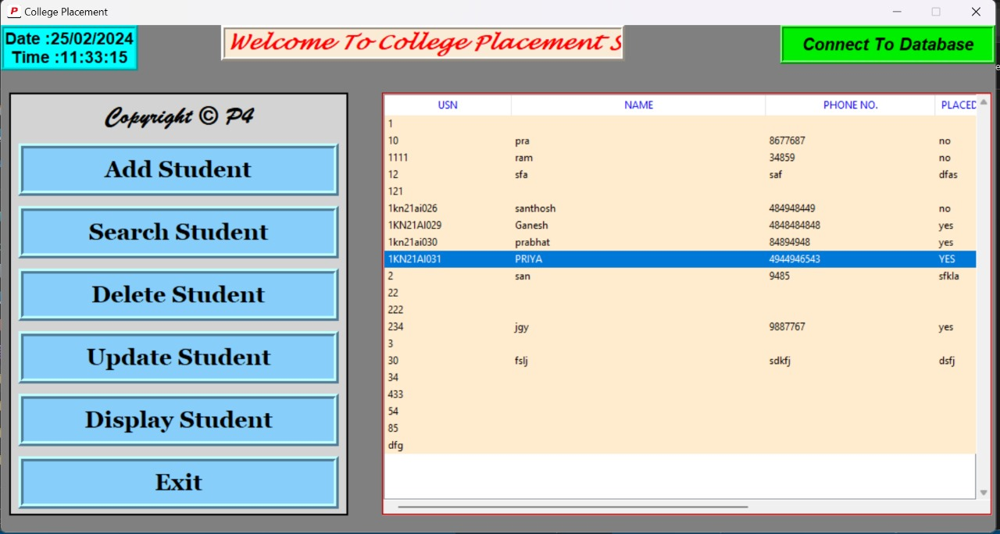 P College Placement
Date :25/02/2024
Time :11:33:15
Welcome To College Placement S
Connect To Database
Copyright © P4
Add Student
Search Student
Delete Student
Update Student
Display Student
Exit
USN NAME PHONE NO. PLACED
1
10 pra 8677687 no
1111 ram 34859 no
12 sfa saf dfas
121
1kn21ai026 santhosh 484948449 no
1KN21AI029 Ganesh 4848484848 yes
1kn21ai030 prabhat 84894948 yes
1KN21AI031 PRIYA 4944946543 YES
2 san 9485 sfkla
22
222
234 jgy 9887767 yes
3
30 fslj sdkfj dsfj
34
433
54
85
dfg